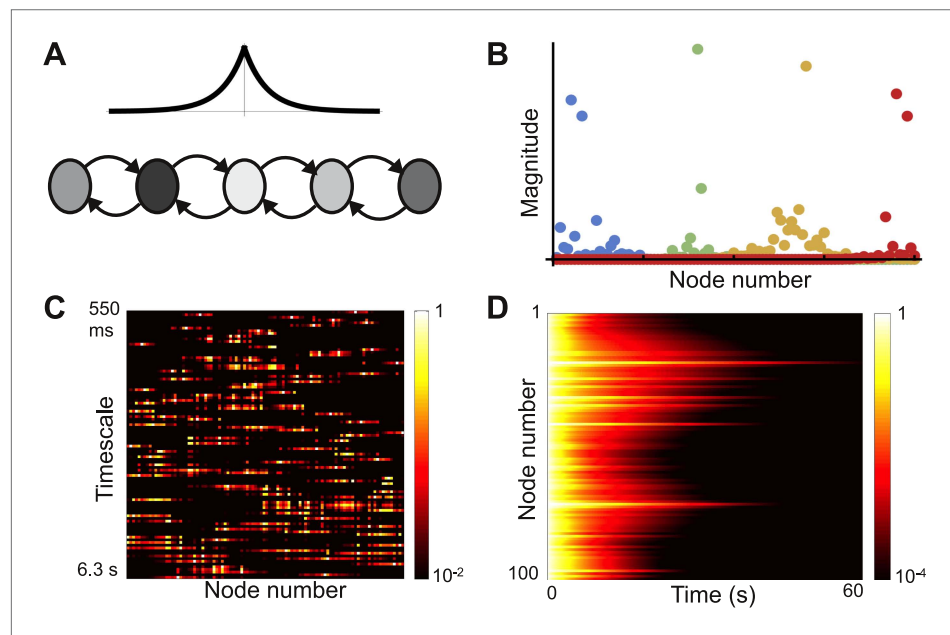 A
B
Magnitude
Node number
C
550
ms
Timescale
6.3 s
Node number
1
10-2
D
1
Node number
100
0
Time (s)
60
1
10-4